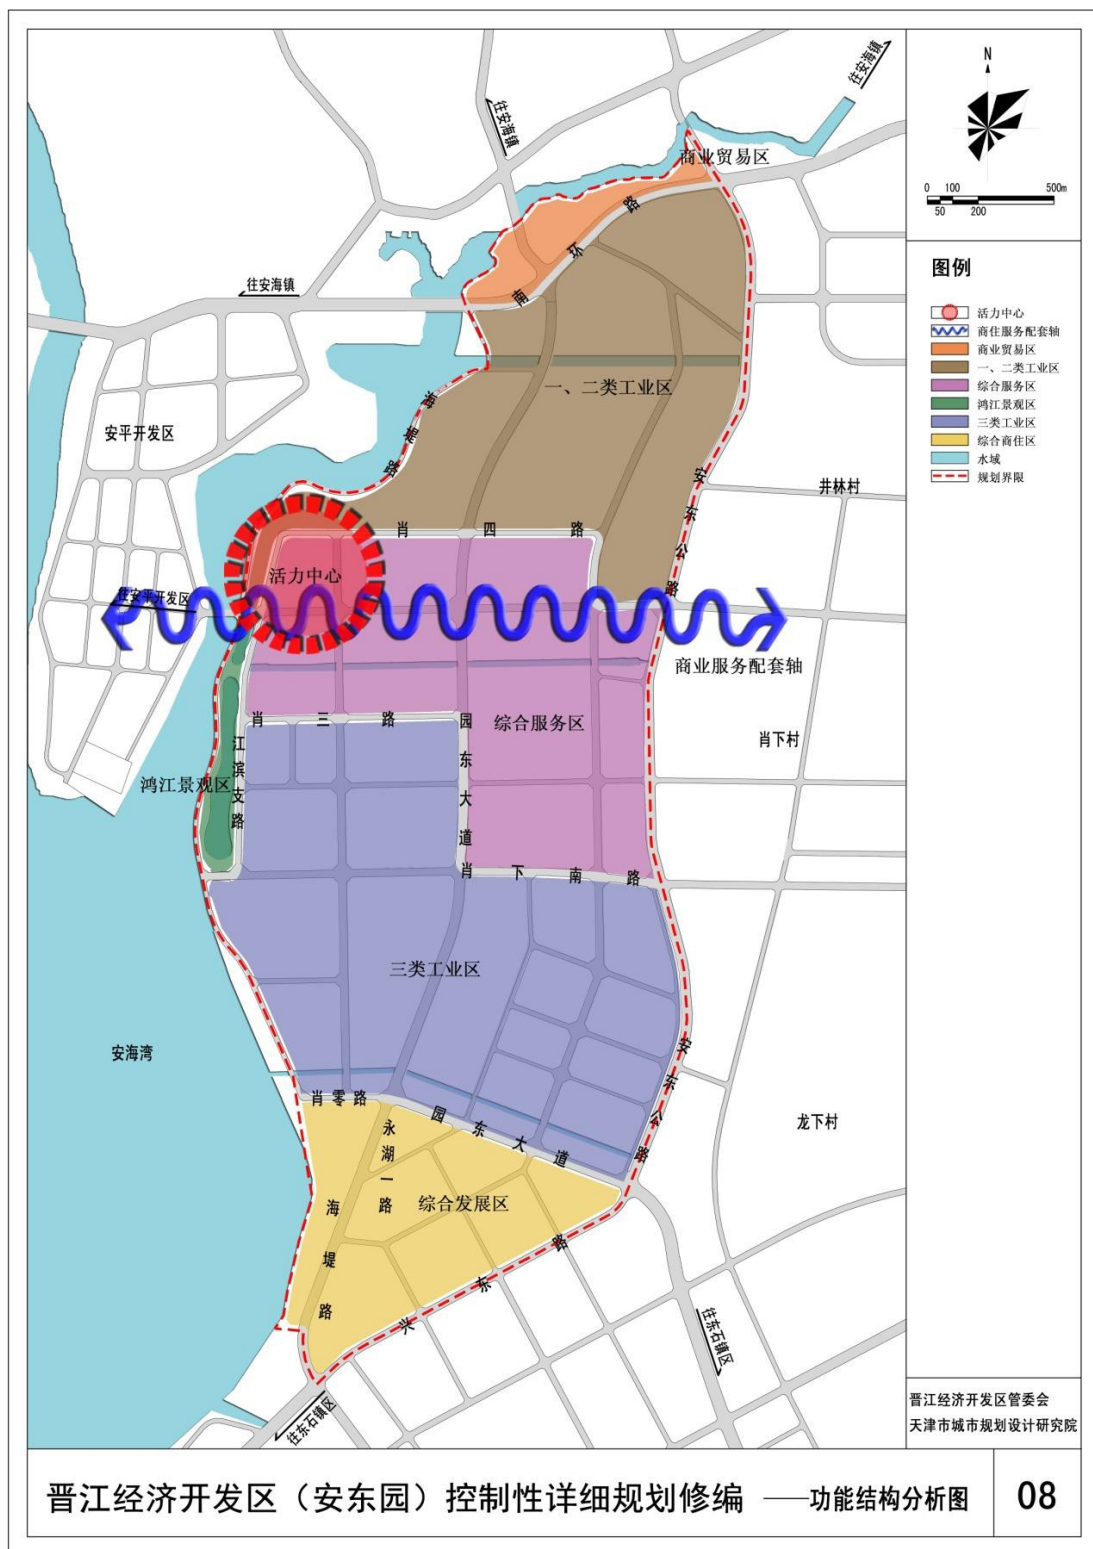 往安海镇
往安海镇
商业贸易区
南环路
往安海镇
一、二类工业区
海堤路
安平开发区
安东公路
井林村
肖四路
活力中心
往安平开发区
商业服务配套轴
肖三路
综合服务区
园东大道
肖下村
江滨支路
鸿江景观区
肖下南路
三类工业区
安海湾
安东公路
肖零路
园东大道
龙下村
永湖一路
综合发展区
海堤路
兴东路
往东石镇区
往东石镇区
N
0 100 500m
50 200
图例
活力中心
商住服务配套轴
商业贸易区
一、二类工业区
综合服务区
鸿江景观区
三类工业区
综合商住区
水域
规划界限
晋江经济开发区管委会
天津市城市规划设计研究院
晋江经济开发区（安东园）控制性详细规划修编 ——功能结构分析图
08